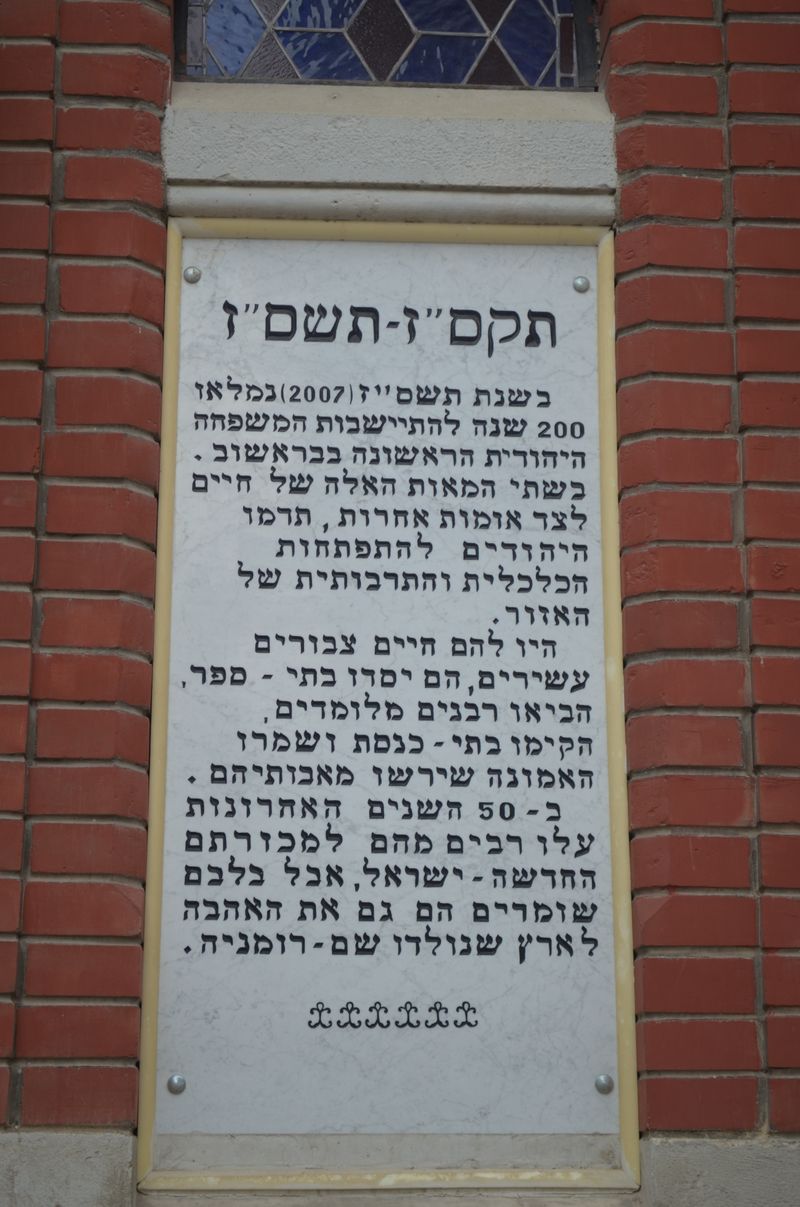 תקס"ז-תשס"ז
בשנת תשס"יז (2007) נמלאו
200 שנה להתיישבות המשפחה
היהודית הראשונה בבראשוב.
בשתי המאות האלה של חיים
לצד אומות אחרות, תרמו
היהודים להתפתחות
הכלכלית והתרבותית של
האזור.
היו להם חיים צבורים
עשירים, הם יסדו בתי - ספר,
הביאו רבנים מלומדים,
הקימו בתי - כנסת ושמרו
האמונה שירשו מאבותיהם.
ב - 50 השנים האחרונות
עלו רבים מהם למכורתם
החדשה - ישראל, אבל בלבם
שומרים הם גם את האהבה
לארץ שנולדו שם - רומניה.